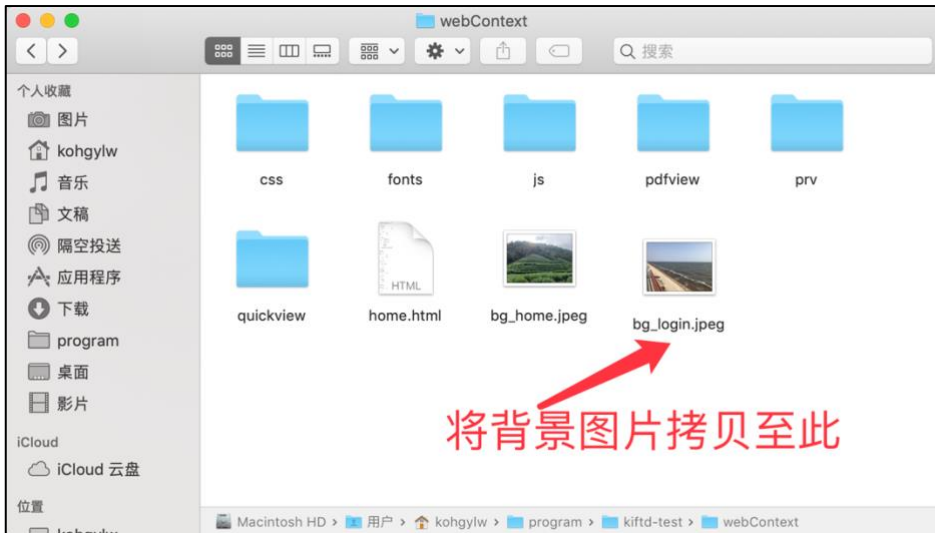 webContext
搜索
个人收藏
图片
kohgylw
音乐
文稿
隔空投送
应用程序
下载
program
桌面
影片
iCloud
iCloud 云盘
位置
kohgylw
css
fonts
js
pdfview
prv
HTML
quickview
home.html
bg_home.jpeg
bg_login.jpeg
将背景图片拷贝至此
Macintosh HD › 用户 › kohgylw › program › kiftd-test › webContext